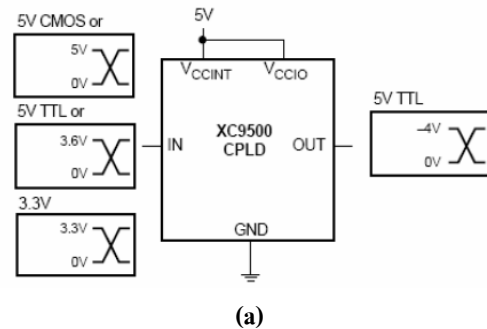 5V CMOS or
5V
0V
5V TTL or
3.6V
0V
3.3V
3.3V
0V
5V
VCCINT VCCIO
XC9500
CPLD
IN OUT
GND
5V TTL
~4V
0V
(a)